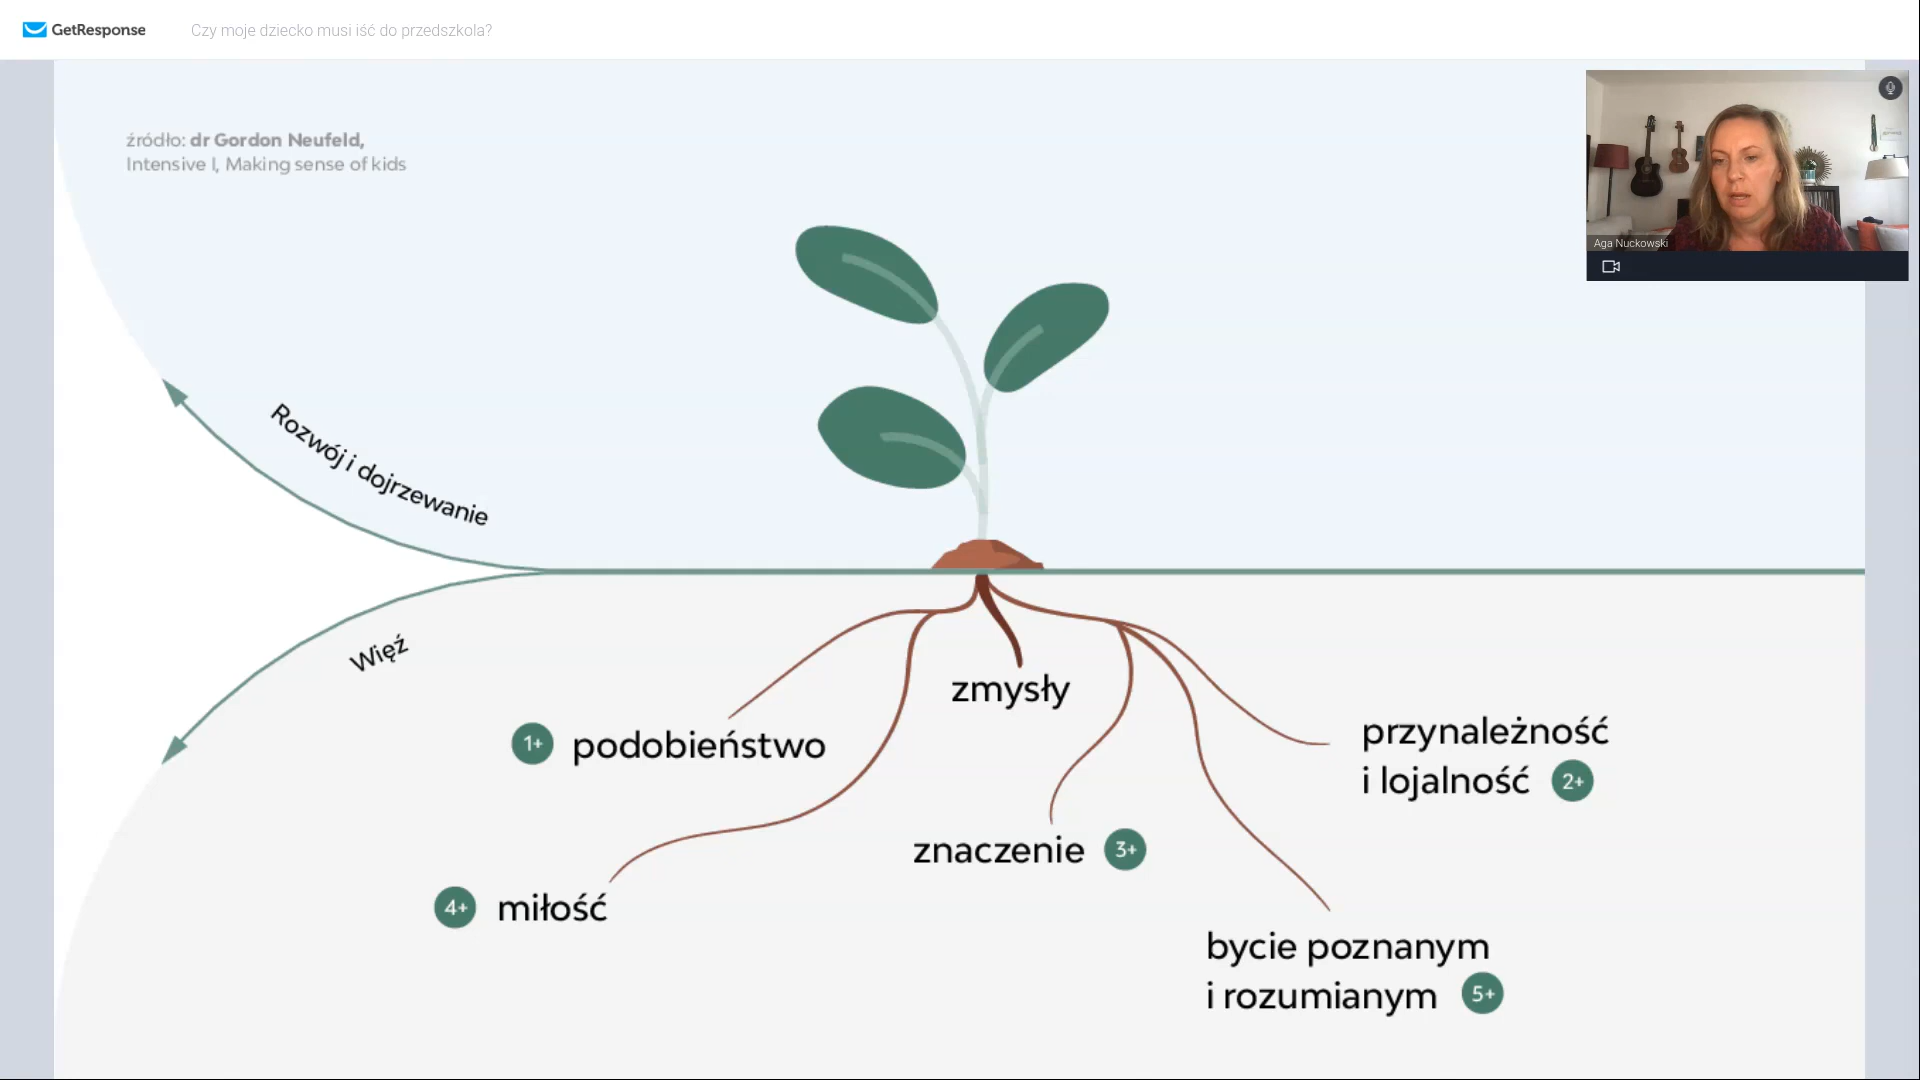 GetResponse
Czy moje dziecko musi iść do przedszkola?
źródło: dr Gordon Neufeld,
Intensive I, Making sense of kids
Aga Nuckowski
Rozwój i dojrzewanie
Więź
zmysły
1+ podobieństwo
przynależność
i lojalność 2+
znaczenie 3+
4+ miłość
bycie poznanym
i rozumianym 5+